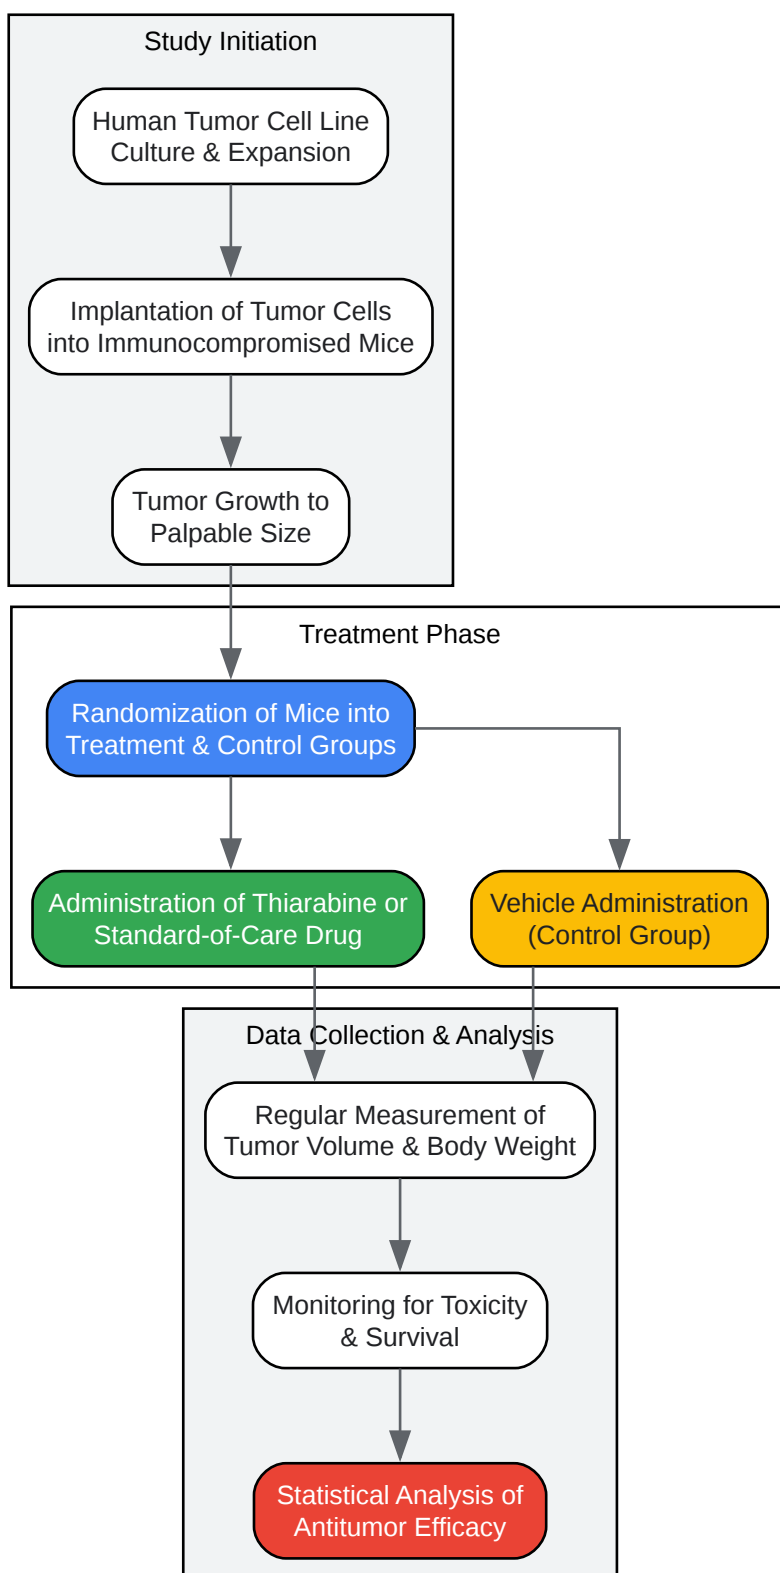 Study Initiation
Human Tumor Cell Line
Culture & Expansion
Implantation of Tumor Cells
into Immunocompromised Mice
Tumor Growth to
Palpable Size
Treatment Phase
Randomization of Mice into
Treatment & Control Groups
Administration of Thiarabine or
Standard-of-Care Drug
Vehicle Administration
(Control Group)
Data Collection & Analysis
Regular Measurement of
Tumor Volume & Body Weight
Monitoring for Toxicity
& Survival
Statistical Analysis of
Antitumor Efficacy